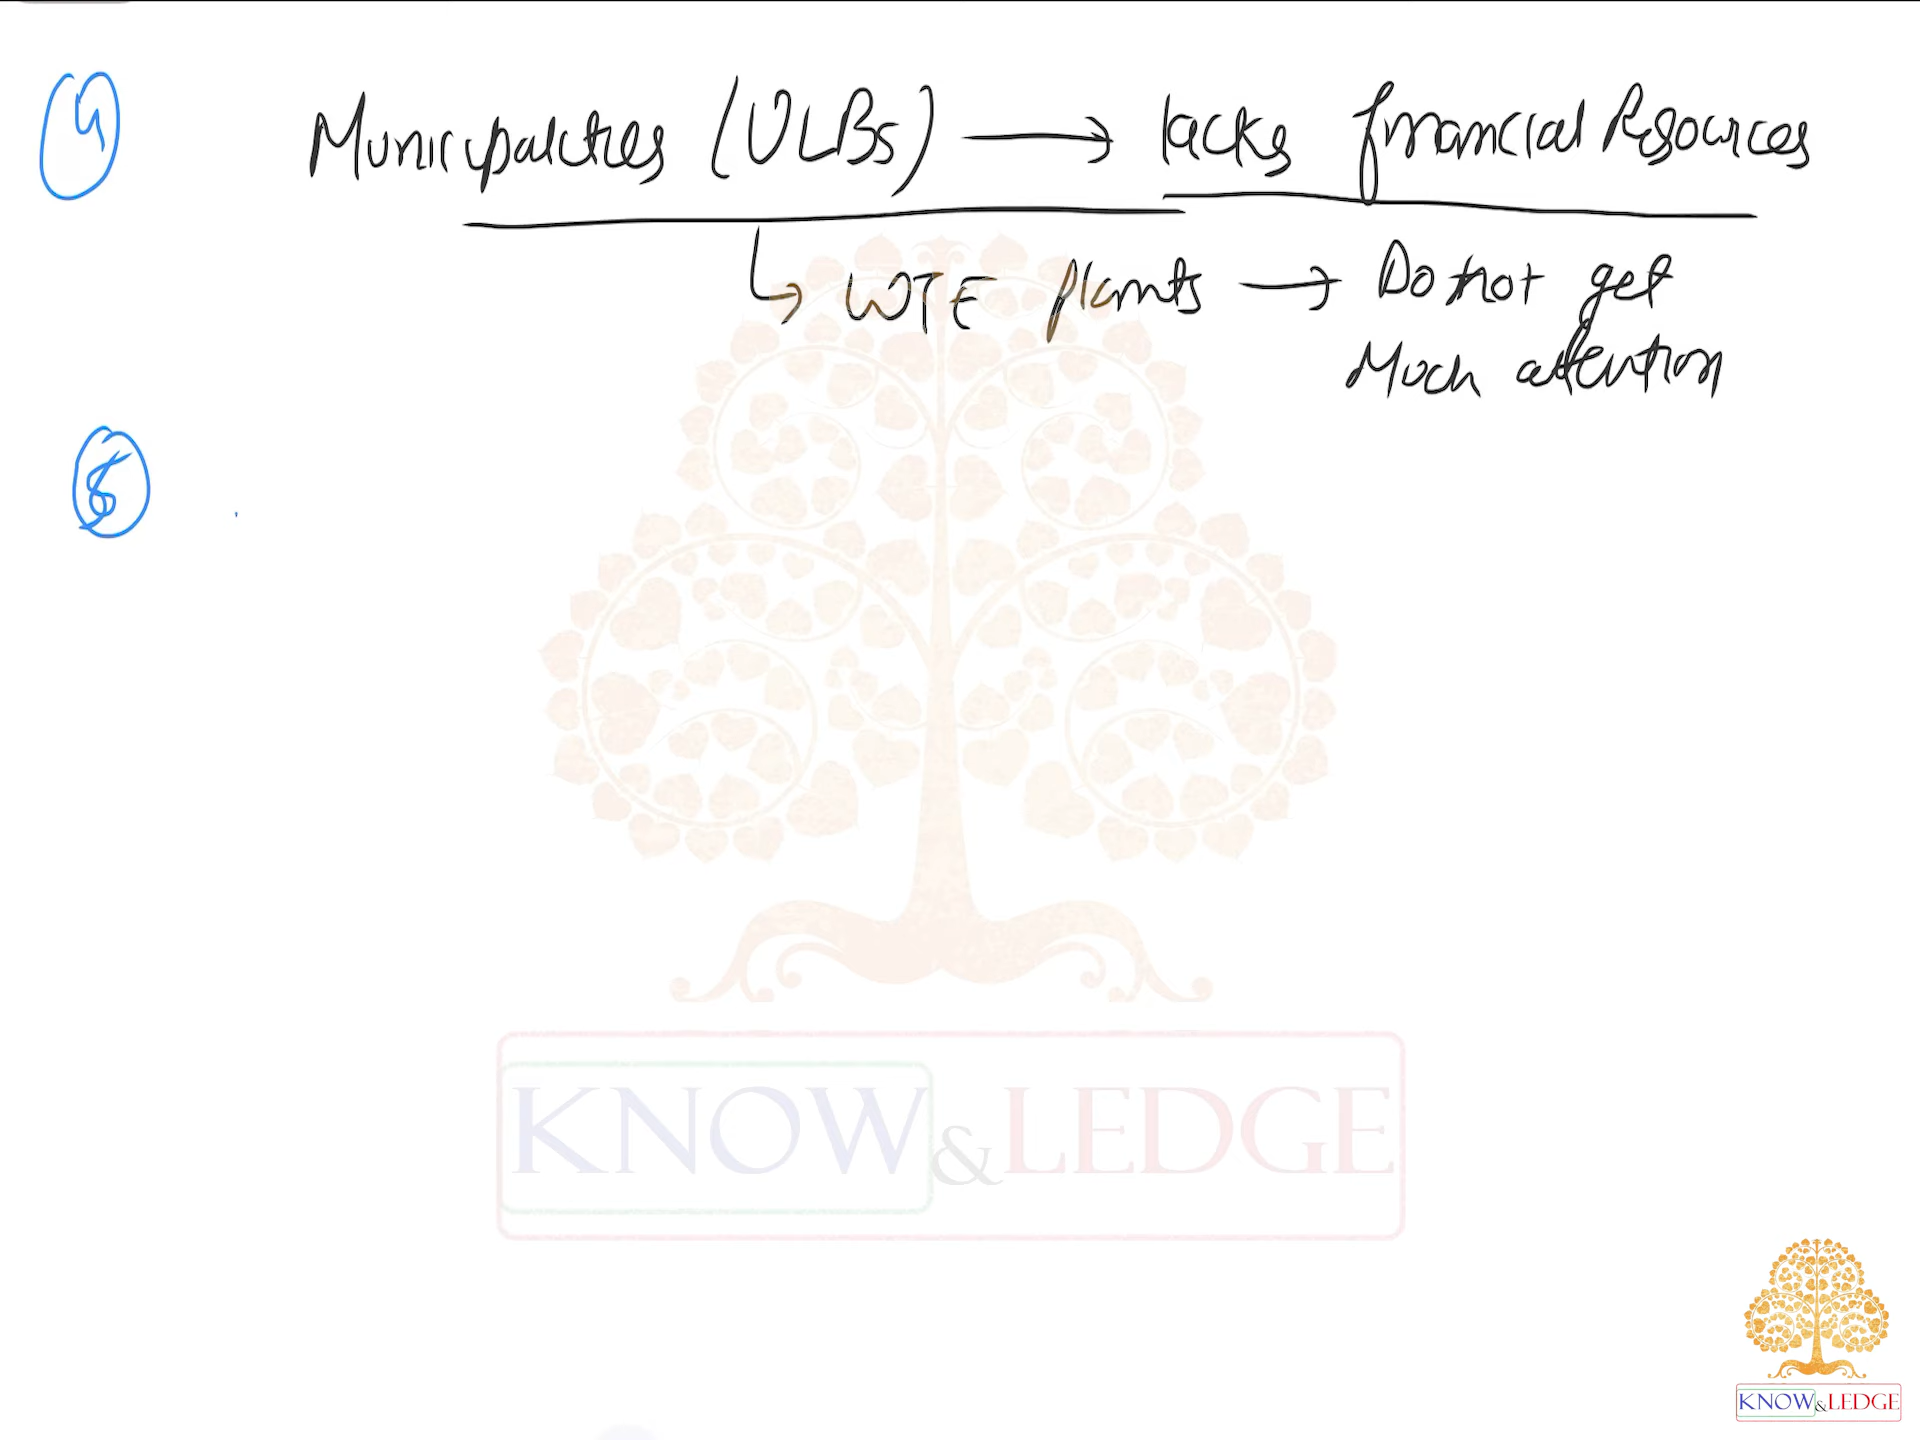 4 Municipalities (ULBs) → lacks financial Resources
↳ WTE plants → Do not get
Much attention
5
KNOW&LEDGE
KNOW&LEDGE